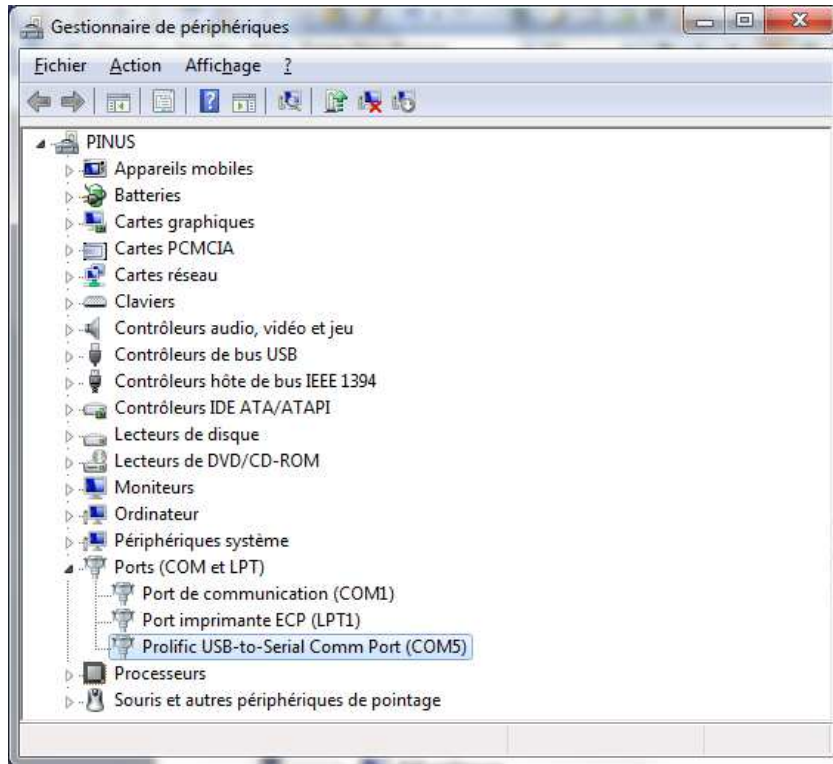 Gestionnaire de périphériques
Fichier Action Affichage ?
PINUS
Appareils mobiles
Batteries
Cartes graphiques
Cartes PCMCIA
Cartes réseau
Claviers
Contrôleurs audio, vidéo et jeu
Contrôleurs de bus USB
Contrôleurs hôte de bus IEEE 1394
Contrôleurs IDE ATA/ATAPI
Lecteurs de disque
Lecteurs de DVD/CD-ROM
Moniteurs
Ordinateur
Périphériques système
Ports (COM et LPT)
Port de communication (COM1)
Port imprimante ECP (LPT1)
Prolific USB-to-Serial Comm Port (COM5)
Processeurs
Souris et autres périphériques de pointage